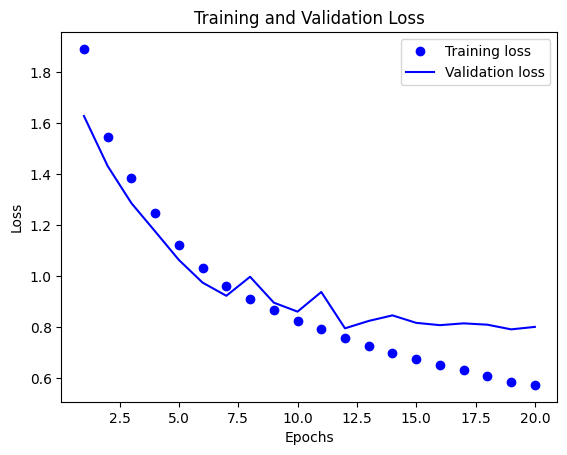 Training and Validation Loss
Training loss
Validation loss
Loss
1.8
1.6
1.4
1.2
1.0
0.8
0.6
2.5 5.0 7.5 10.0 12.5 15.0 17.5 20.0
Epochs